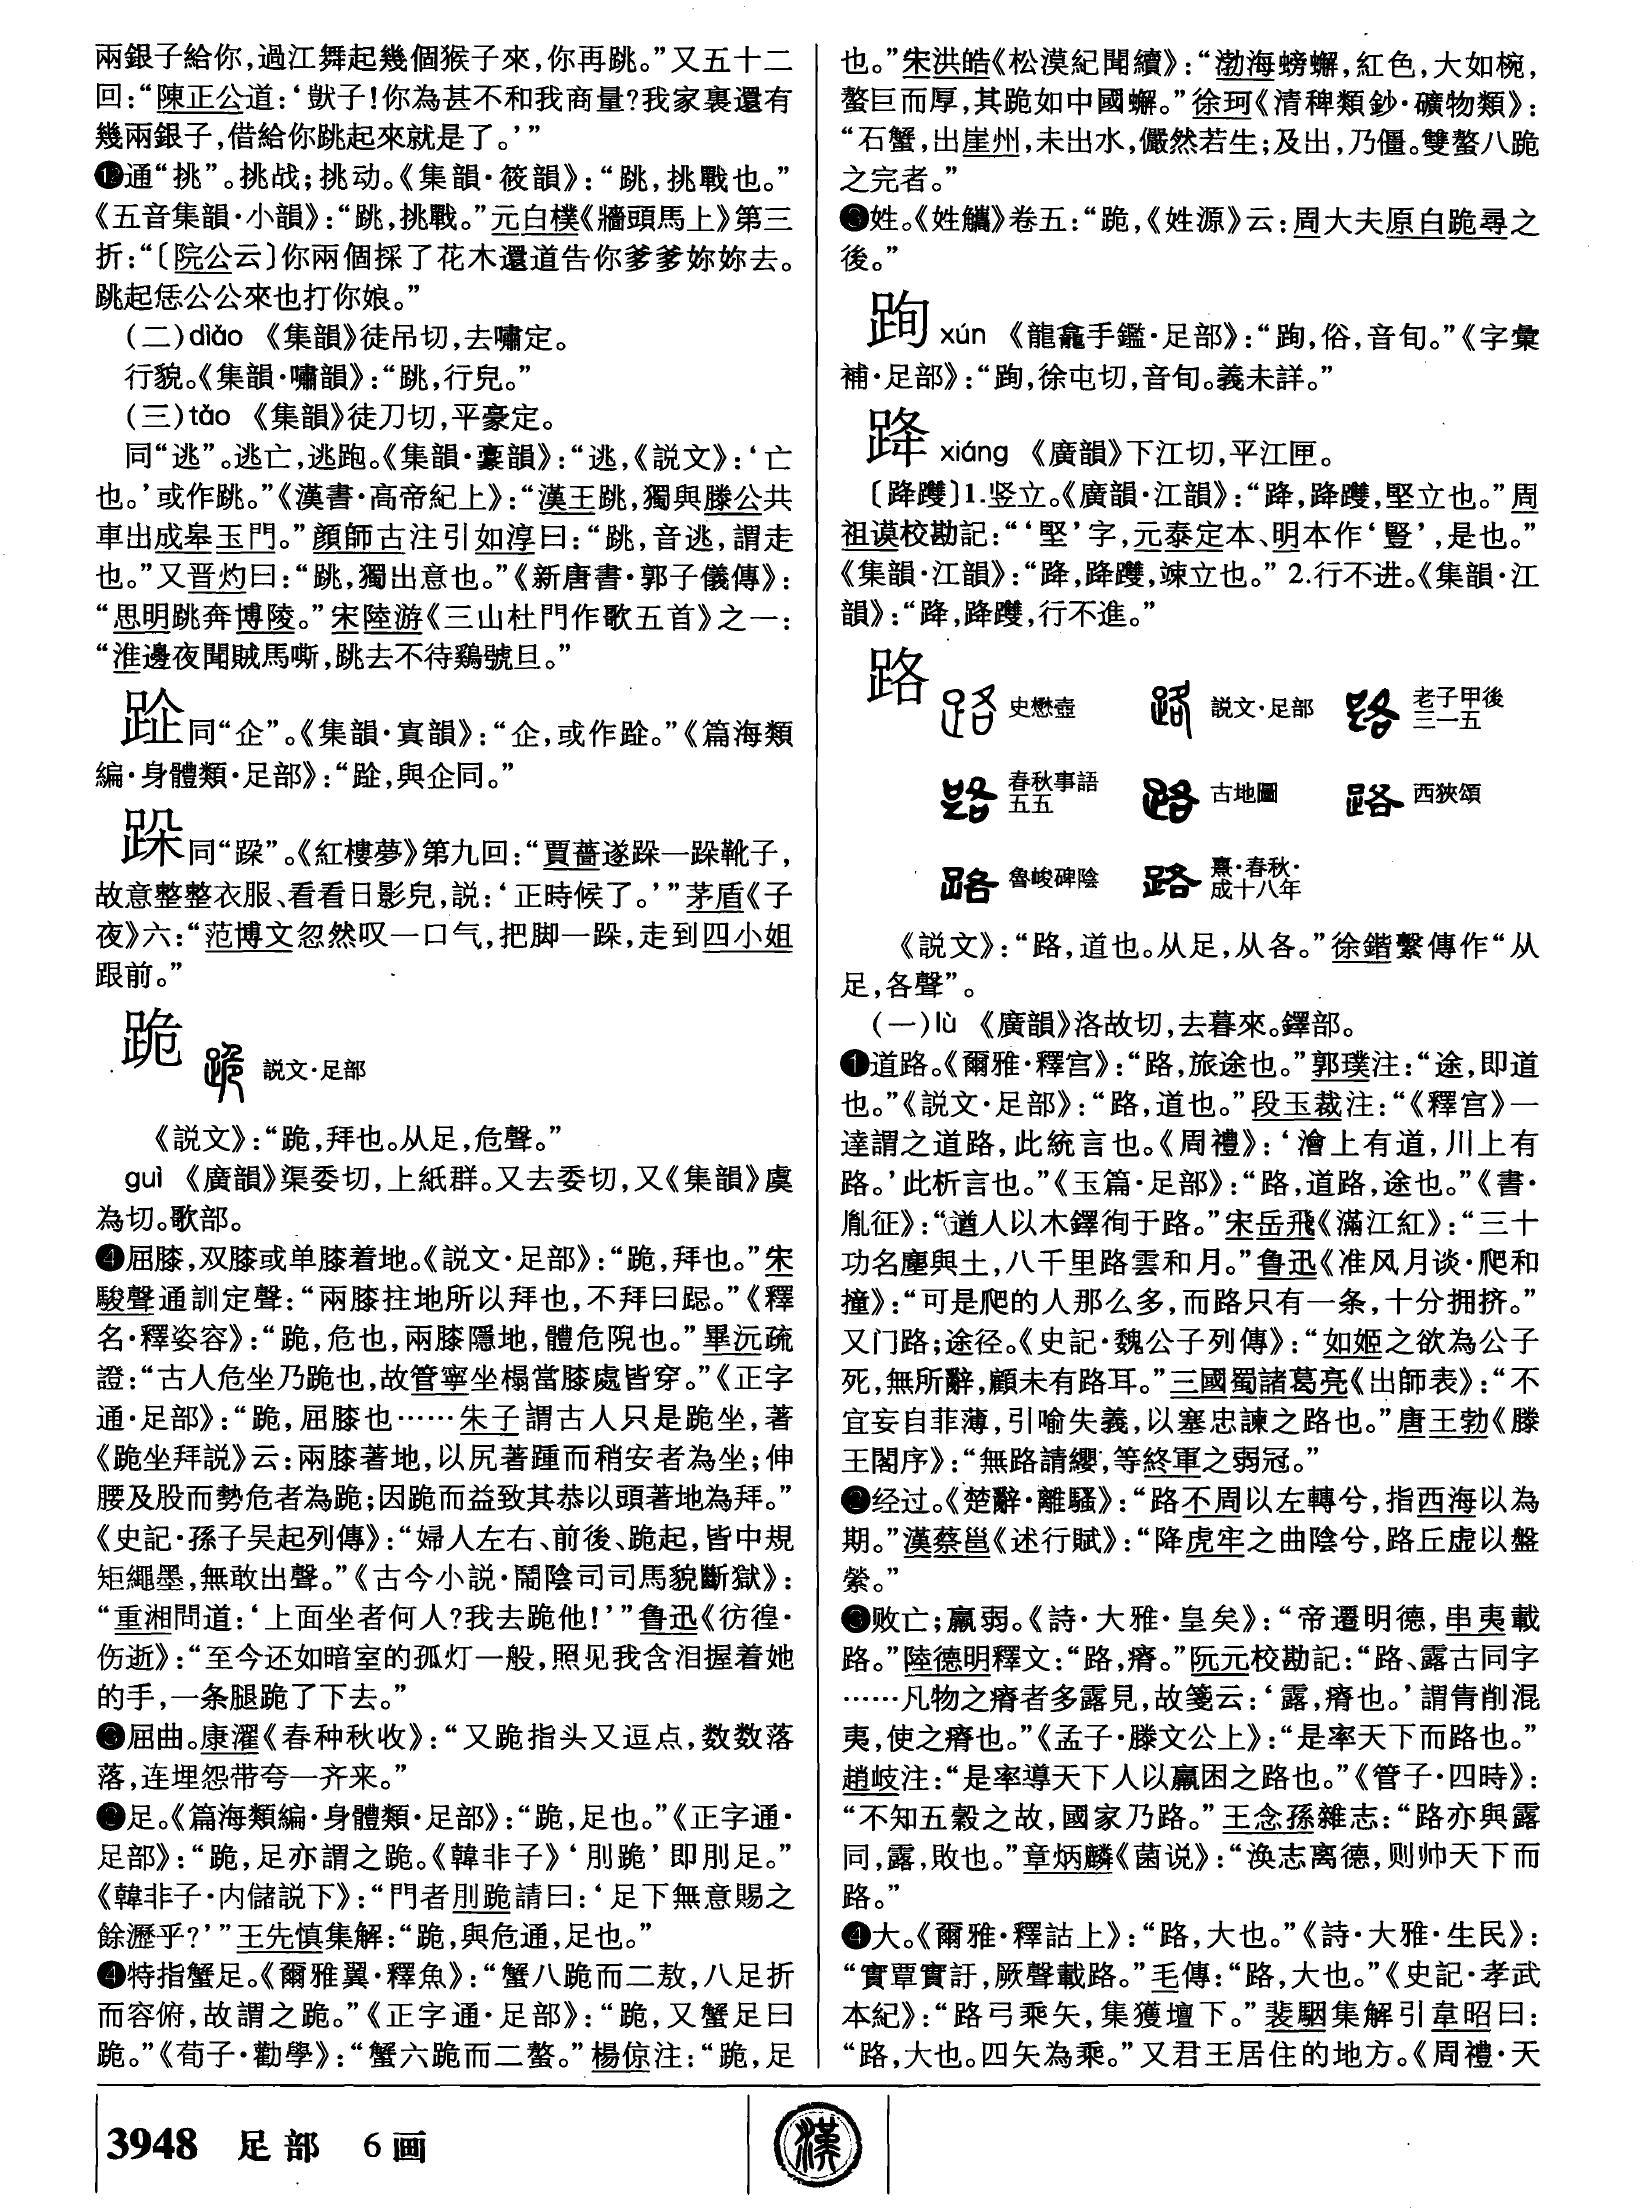 兩銀子給你，過江舞起幾個猴子來，你再跳。”又五十二
回：“陳正公道：‘獃子！你為甚不和我商量？我家裏還有
幾兩銀子，借給你跳起來就是了。’”
⓬通“挑”。挑战；挑动。《集韻·筱韻》：“跳，挑戰也。”
《五音集韻·小韻》：“跳，挑戰。”元白樸《牆頭馬上》第三
折：“〔院公云〕你兩個採了花木還道告你爹爹妳妳去。
跳起恁公公來也打你娘。”
（二）diào 《集韻》徒吊切，去嘯定。
行貌。《集韻·嘯韻》：“跳，行皃。”
（三）táo 《集韻》徒刀切，平豪定。
同“逃”。逃亡，逃跑。《集韻·豪韻》：“逃，《説文》：‘亡
也。’或作跳。”《漢書·高帝紀上》：“漢王跳，獨與滕公共
車出成皋玉門。”顔師古注引如淳曰：“跳，音逃，謂走
也。”又晋灼曰：“跳，獨出意也。”《新唐書·郭子儀傳》：
“思明跳奔博陵。”宋陸游《三山杜門作歌五首》之一：
“淮邊夜聞賊馬嘶，跳去不待鷄號旦。”
跧同“企”。《集韻·寘韻》：“企，或作跧。”《篇海類
編·身體類·足部》：“跧，與企同。”
跺同“跥”。《紅樓夢》第九回：“賈薔遂跺一跺靴子，
故意整整衣服、看看日影兒，説：‘正時候了。’”茅盾《子
夜》六：“范博文忽然叹一口气，把脚一跺，走到四小姐
跟前。”
跪 説文·足部
《説文》：“跪，拜也。从足，危聲。”
guì 《廣韻》渠委切，上紙群。又去委切，又《集韻》虞
為切。歌部。
❹屈膝，双膝或单膝着地。《説文·足部》：“跪，拜也。”朱
駿聲通訓定聲：“兩膝拄地所以拜也，不拜曰跽。”《釋
名·釋姿容》：“跪，危也，兩膝隱地，體危隉也。”畢沅疏
證：“古人危坐乃跪也，故管寧坐榻當膝處皆穿。”《正字
通·足部》：“跪，屈膝也……朱子謂古人只是跪坐，著
《跪坐拜説》云：兩膝著地，以尻著踵而稍安者為坐；伸
腰及股而勢危者為跪；因跪而益致其恭以頭著地為拜。”
《史記·孫子吴起列傳》：“婦人左右、前後、跪起，皆中規
矩繩墨，無敢出聲。”《古今小説·鬧陰司司馬貌斷獄》：
“重湘問道：‘上面坐者何人？我去跪他！’”鲁迅《彷徨·
伤逝》：“至今还如暗室的孤灯一般，照见我含泪握着她
的手，一条腿跪了下去。”
❸屈曲。康濯《春种秋收》：“又跪指头又逗点，数数落
落，连埋怨带夸一齐来。”
❷足。《篇海類編·身體類·足部》：“跪，足也。”《正字通·
足部》：“跪，足亦謂之跪。《韓非子》‘刖跪’即刖足。”
《韓非子·内儲説下》：“門者刖跪請曰：‘足下無意賜之
餘瀝乎？’”王先慎集解：“跪，與危通，足也。”
❹特指蟹足。《爾雅翼·釋魚》：“蟹八跪而二敖，八足折
而容俯，故謂之跪。”《正字通·足部》：“跪，又蟹足曰
跪。”《荀子·勸學》：“蟹六跪而二螯。”楊倞注：“跪，足
也。”宋洪皓《松漠紀聞續》：“渤海螃蠏，紅色，大如椀，
螯巨而厚，其跪如中國蠏。”徐珂《清稗類鈔·礦物類》：
“石蟹，出崖州，未出水，儼然若生；及出，乃僵。雙螯八跪
之完者。”
❸姓。《姓觿》卷五：“跪，《姓源》云：周大夫原白跪尋之
後。”
跔xún 《龍龕手鑑·足部》：“跔，俗，音旬。”《字彙
補·足部》：“跔，徐屯切，音旬。義未詳。”
跭xiáng 《廣韻》下江切，平江匣。
〔跭躞〕1.竖立。《廣韻·江韻》：“跭，跭躞，堅立也。”周
祖谟校勘記：“‘堅’字，元泰定本、明本作‘豎’，是也。”
《集韻·江韻》：“跭，跭躞，竦立也。”2.行不进。《集韻·江
韻》：“跭，跭躞，行不進。”
路 史懋壺 説文·足部 老子甲後三一五
春秋事語五五 古地圖 西狹頌
魯峻碑陰 熹·春秋·成十八年
《説文》：“路，道也。从足，从各。”徐鍇繫傳作“从
足，各聲”。
（一）lù 《廣韻》洛故切，去暮來。鐸部。
❶道路。《爾雅·釋宫》：“路，旅途也。”郭璞注：“途，即道
也。”《説文·足部》：“路，道也。”段玉裁注：“《釋宫》一
達謂之道路，此統言也。《周禮》：‘澮上有道，川上有
路。’此析言也。”《玉篇·足部》：“路，道路，途也。”《書·
胤征》：“遒人以木鐸徇于路。”宋岳飛《滿江紅》：“三十
功名塵與土，八千里路雲和月。”鲁迅《准风月谈·爬和
撞》：“可是爬的人那么多，而路只有一条，十分拥挤。”
又门路；途径。《史記·魏公子列傳》：“如姬之欲為公子
死，無所辭，顧未有路耳。”三國蜀諸葛亮《出師表》：“不
宜妄自菲薄，引喻失義，以塞忠諫之路也。”唐王勃《滕
王閣序》：“無路請纓，等終軍之弱冠。”
❷经过。《楚辭·離騷》：“路不周以左轉兮，指西海以為
期。”漢蔡邕《述行賦》：“降虎牢之曲陰兮，路丘虚以盤
縈。”
❸败亡；羸弱。《詩·大雅·皇矣》：“帝遷明德，串夷載
路。”陸德明釋文：“路，瘠。”阮元校勘記：“路、露古同字
……凡物之瘠者多露見，故箋云：‘露，瘠也。’謂眚削混
夷，使之瘠也。”《孟子·滕文公上》：“是率天下而路也。”
趙岐注：“是率導天下人以羸困之路也。”《管子·四時》：
“不知五穀之故，國家乃路。”王念孫雜志：“路亦與露
同，露，敗也。”章炳麟《菌说》：“涣志离德，则帅天下而
路。”
❹大。《爾雅·釋詁上》：“路，大也。”《詩·大雅·生民》：
“實覃實訏，厥聲載路。”毛傳：“路，大也。”《史記·孝武
本紀》：“路弓乘矢，集獲壇下。”裴駰集解引韋昭曰：
“路，大也。四矢為乘。”又君王居住的地方。《周禮·天
3948 足部 6画
漢